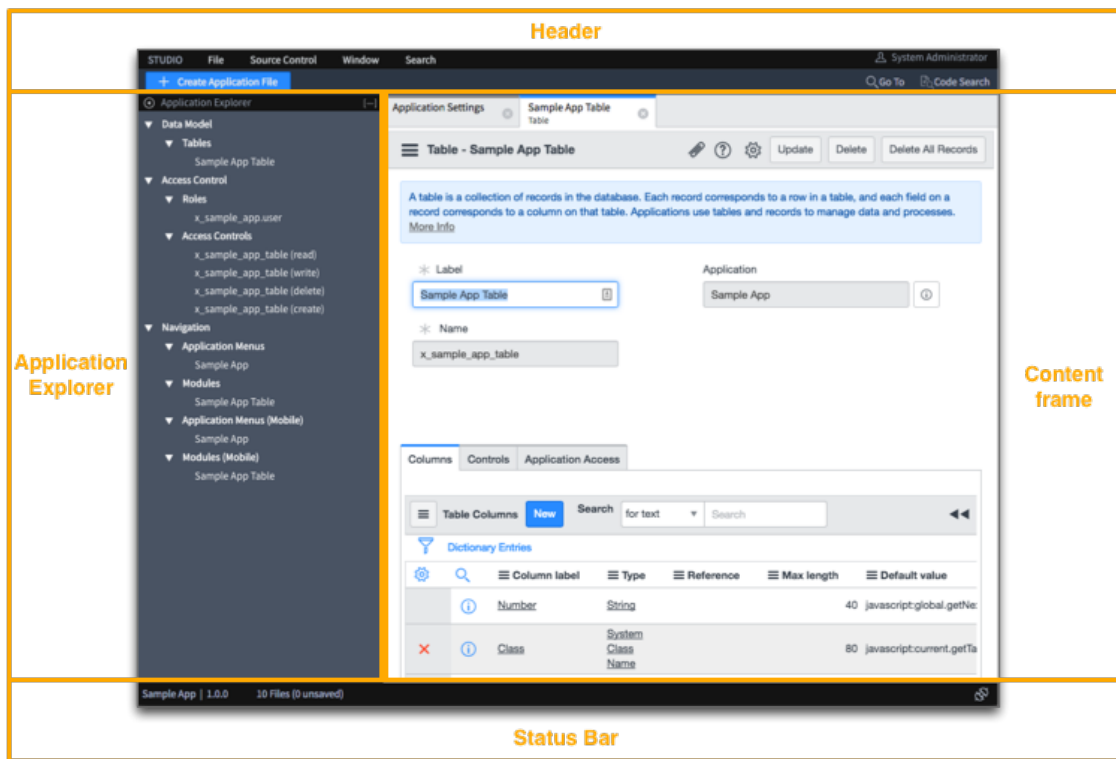 Header
STUDIO File Source Control Window Search System Administrator
+ Create Application File Go To Code Search
Application Explorer
Data Model
Tables
Sample App Table
Access Control
Roles
x_sample_app.user
Access Controls
x_sample_app_table (read)
x_sample_app_table (write)
x_sample_app_table (delete)
x_sample_app_table (create)
Navigation
Application Menus
Sample App
Modules
Sample App Table
Application Menus (Mobile)
Sample App
Modules (Mobile)
Sample App Table
Application
Explorer
Application Settings
Sample App Table
Table
Table - Sample App Table Update Delete Delete All Records
A table is a collection of records in the database. Each record corresponds to a row in a table, and each field on a
record corresponds to a column on that table. Applications use tables and records to manage data and processes.
More Info
Label Application
Sample App Table Sample App
Name
x_sample_app_table
Columns Controls Application Access
Table Columns New Search for text Search
Dictionary Entries
Column label Type Reference Max length Default value
Number String 40 javascript:global.getNe
System
Class Class 80 javascript:current.getTa
Name
Content
frame
Sample App | 1.0.0 10 Files (0 unsaved)
Status Bar